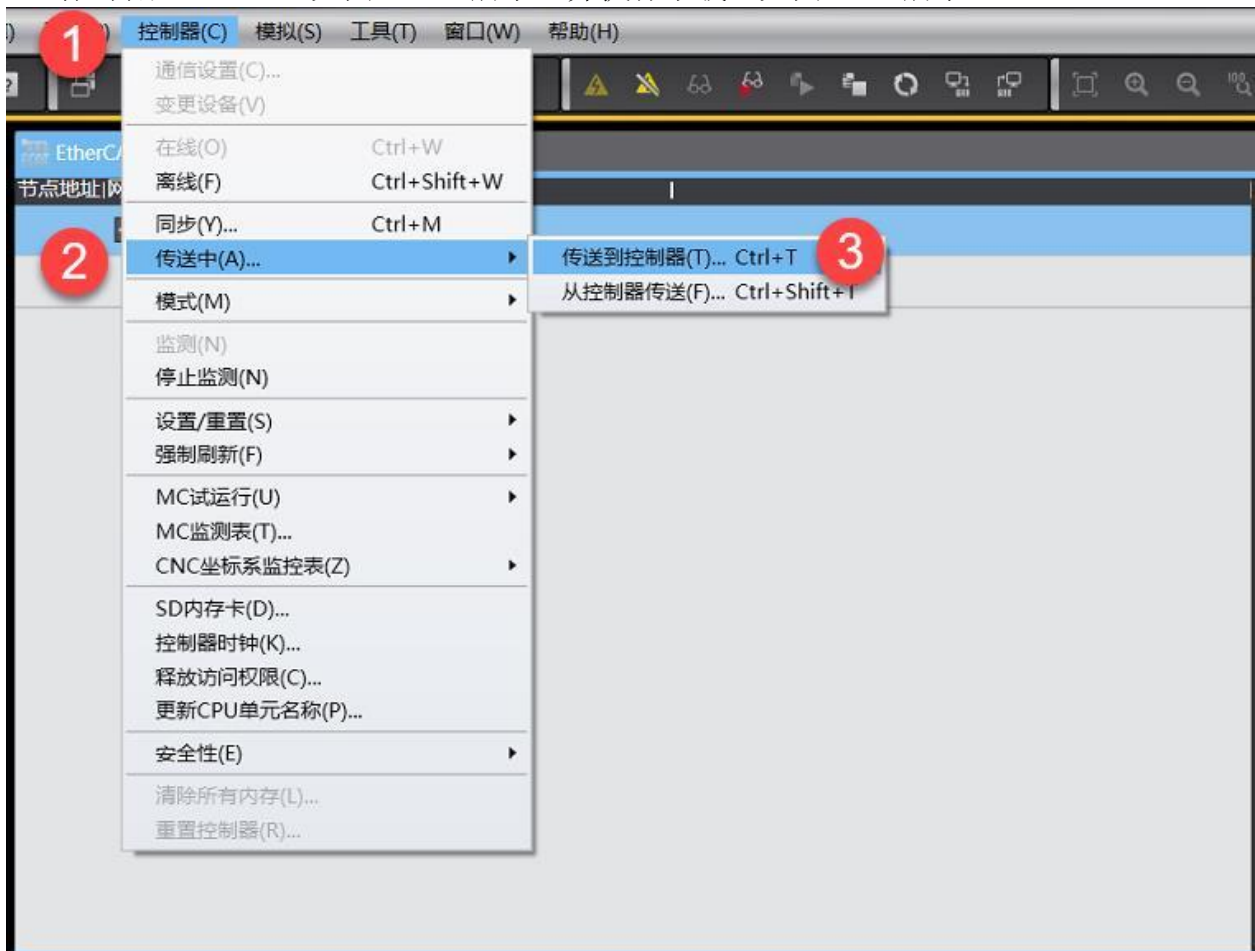 1
控制器(C) 模拟(S) 工具(T) 窗口(W) 帮助(H)
通信设置(C)...
变更设备(V)
EtherCA
在线(O) Ctrl+W
节点地址|网
离线(F) Ctrl+Shift+W
同步(Y)... Ctrl+M
2
传送中(A)...
传送到控制器(T)... Ctrl+T
3
从控制器传送(F)... Ctrl+Shift+T
模式(M)
监测(N)
停止监测(N)
设置/重置(S)
强制刷新(F)
MC试运行(U)
MC监测表(T)...
CNC坐标系监控表(Z)
SD内存卡(D)...
控制器时钟(K)...
释放访问权限(C)...
更新CPU单元名称(P)...
安全性(E)
清除所有内存(L)...
重置控制器(R)...